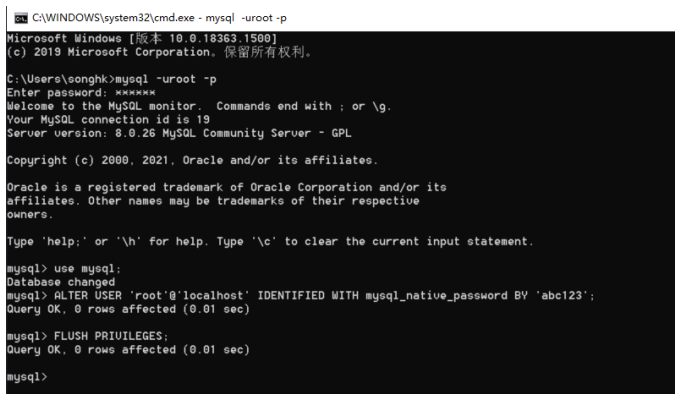 C:\WINDOWS\system32\cmd.exe - mysql -uroot -p
Microsoft Windows [版本 10.0.18363.1500]
(c) 2019 Microsoft Corporation。保留所有权利。
C:\Users\songhk>mysql -uroot -p
Enter password: ******
Welcome to the MySQL monitor.  Commands end with ; or \g.
Your MySQL connection id is 19
Server version: 8.0.26 MySQL Community Server - GPL
Copyright (c) 2000, 2021, Oracle and/or its affiliates.
Oracle is a registered trademark of Oracle Corporation and/or its
affiliates. Other names may be trademarks of their respective
owners.
Type 'help;' or '\h' for help. Type '\c' to clear the current input statement.
mysql> use mysql;
Database changed
mysql> ALTER USER 'root'@'localhost' IDENTIFIED WITH mysql_native_password BY 'abc123';
Query OK, 0 rows affected (0.01 sec)
mysql> FLUSH PRIVILEGES;
Query OK, 0 rows affected (0.01 sec)
mysql>